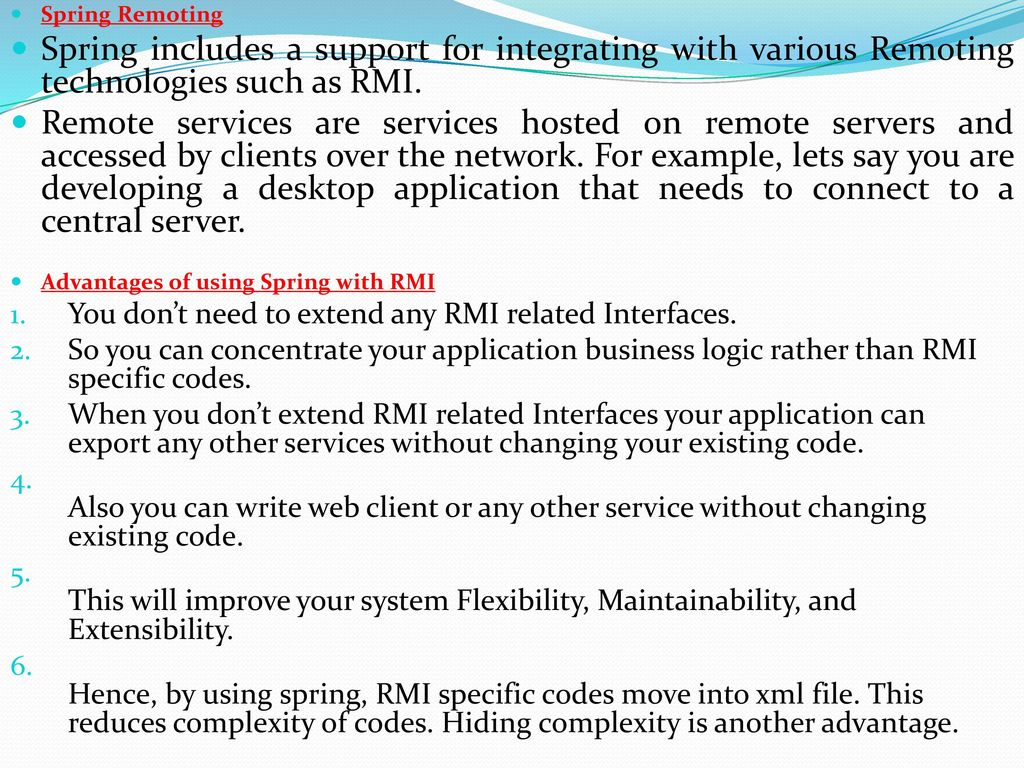 Spring Remoting
Spring includes a support for integrating with various Remoting
technologies such as RMI.
Remote services are services hosted on remote servers and
accessed by clients over the network. For example, lets say you are
developing a desktop application that needs to connect to a
central server.
Advantages of using Spring with RMI
1. You don’t need to extend any RMI related Interfaces.
2. So you can concentrate your application business logic rather than RMI
specific codes.
3. When you don’t extend RMI related Interfaces your application can
export any other services without changing your existing code.
4.
Also you can write web client or any other service without changing
existing code.
5.
This will improve your system Flexibility, Maintainability, and
Extensibility.
6.
Hence, by using spring, RMI specific codes move into xml file. This
reduces complexity of codes. Hiding complexity is another advantage.